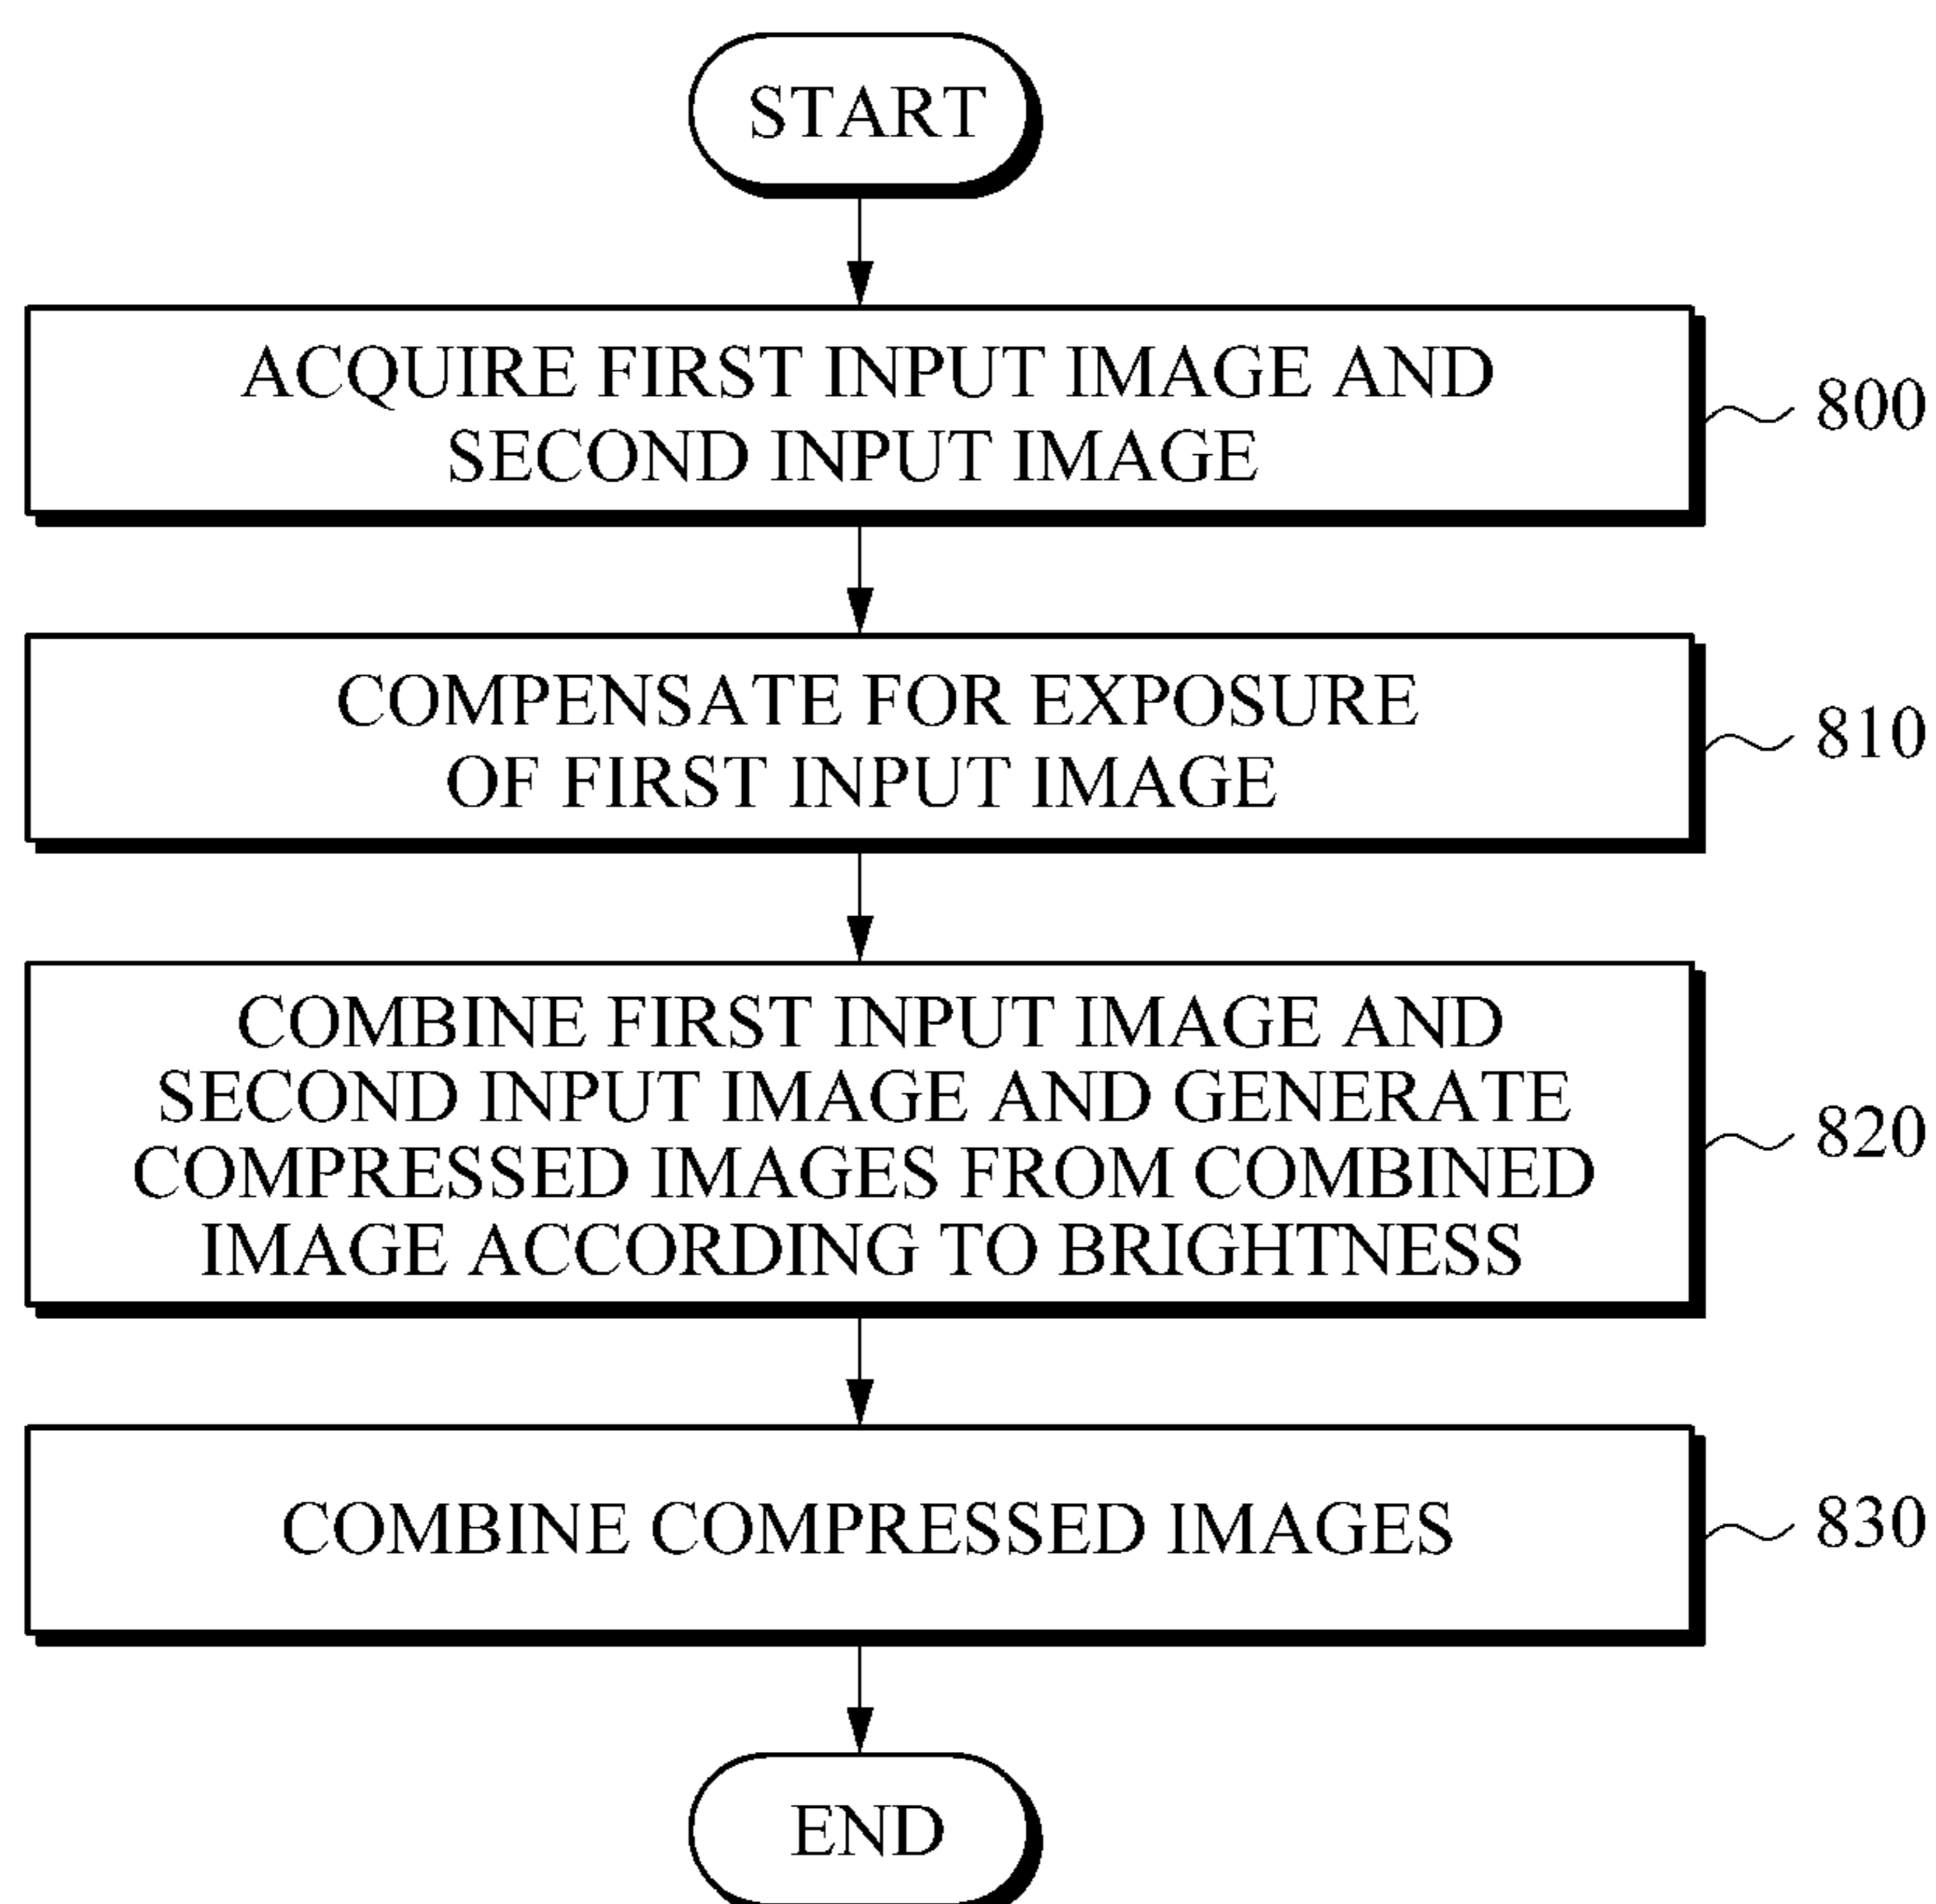 START
ACQUIRE FIRST INPUT IMAGE AND
SECOND INPUT IMAGE
800
COMPENSATE FOR EXPOSURE
OF FIRST INPUT IMAGE
810
COMBINE FIRST INPUT IMAGE AND
SECOND INPUT IMAGE AND GENERATE
COMPRESSED IMAGES FROM COMBINED
IMAGE ACCORDING TO BRIGHTNESS
820
COMBINE COMPRESSED IMAGES
830
END